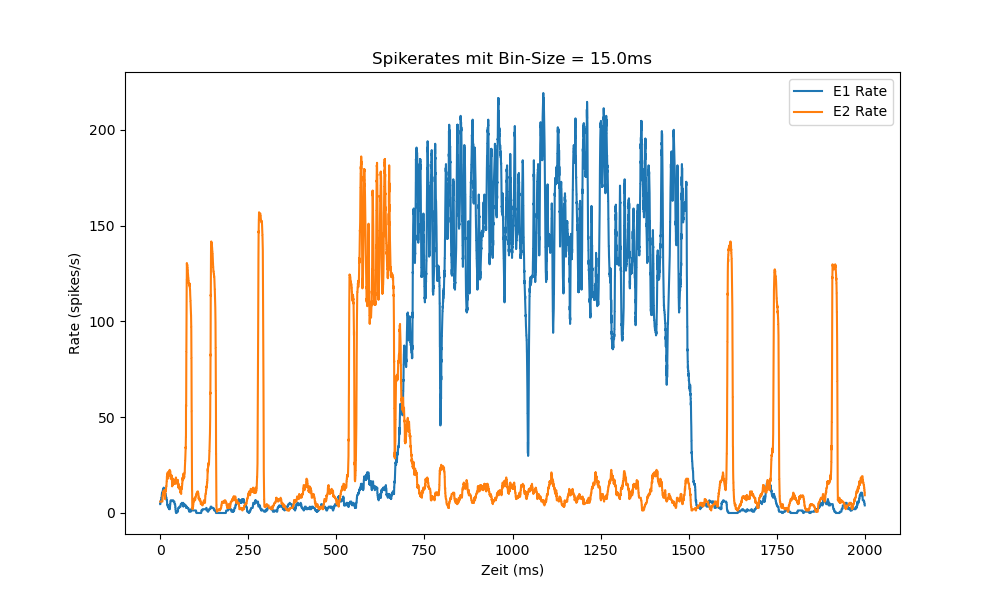 Spikerates mit Bin-Size = 15.0ms
E1 Rate
E2 Rate
Rate (spikes/s)
200
150
100
50
0
0 250 500 750 1000 1250 1500 1750 2000
Zeit (ms)